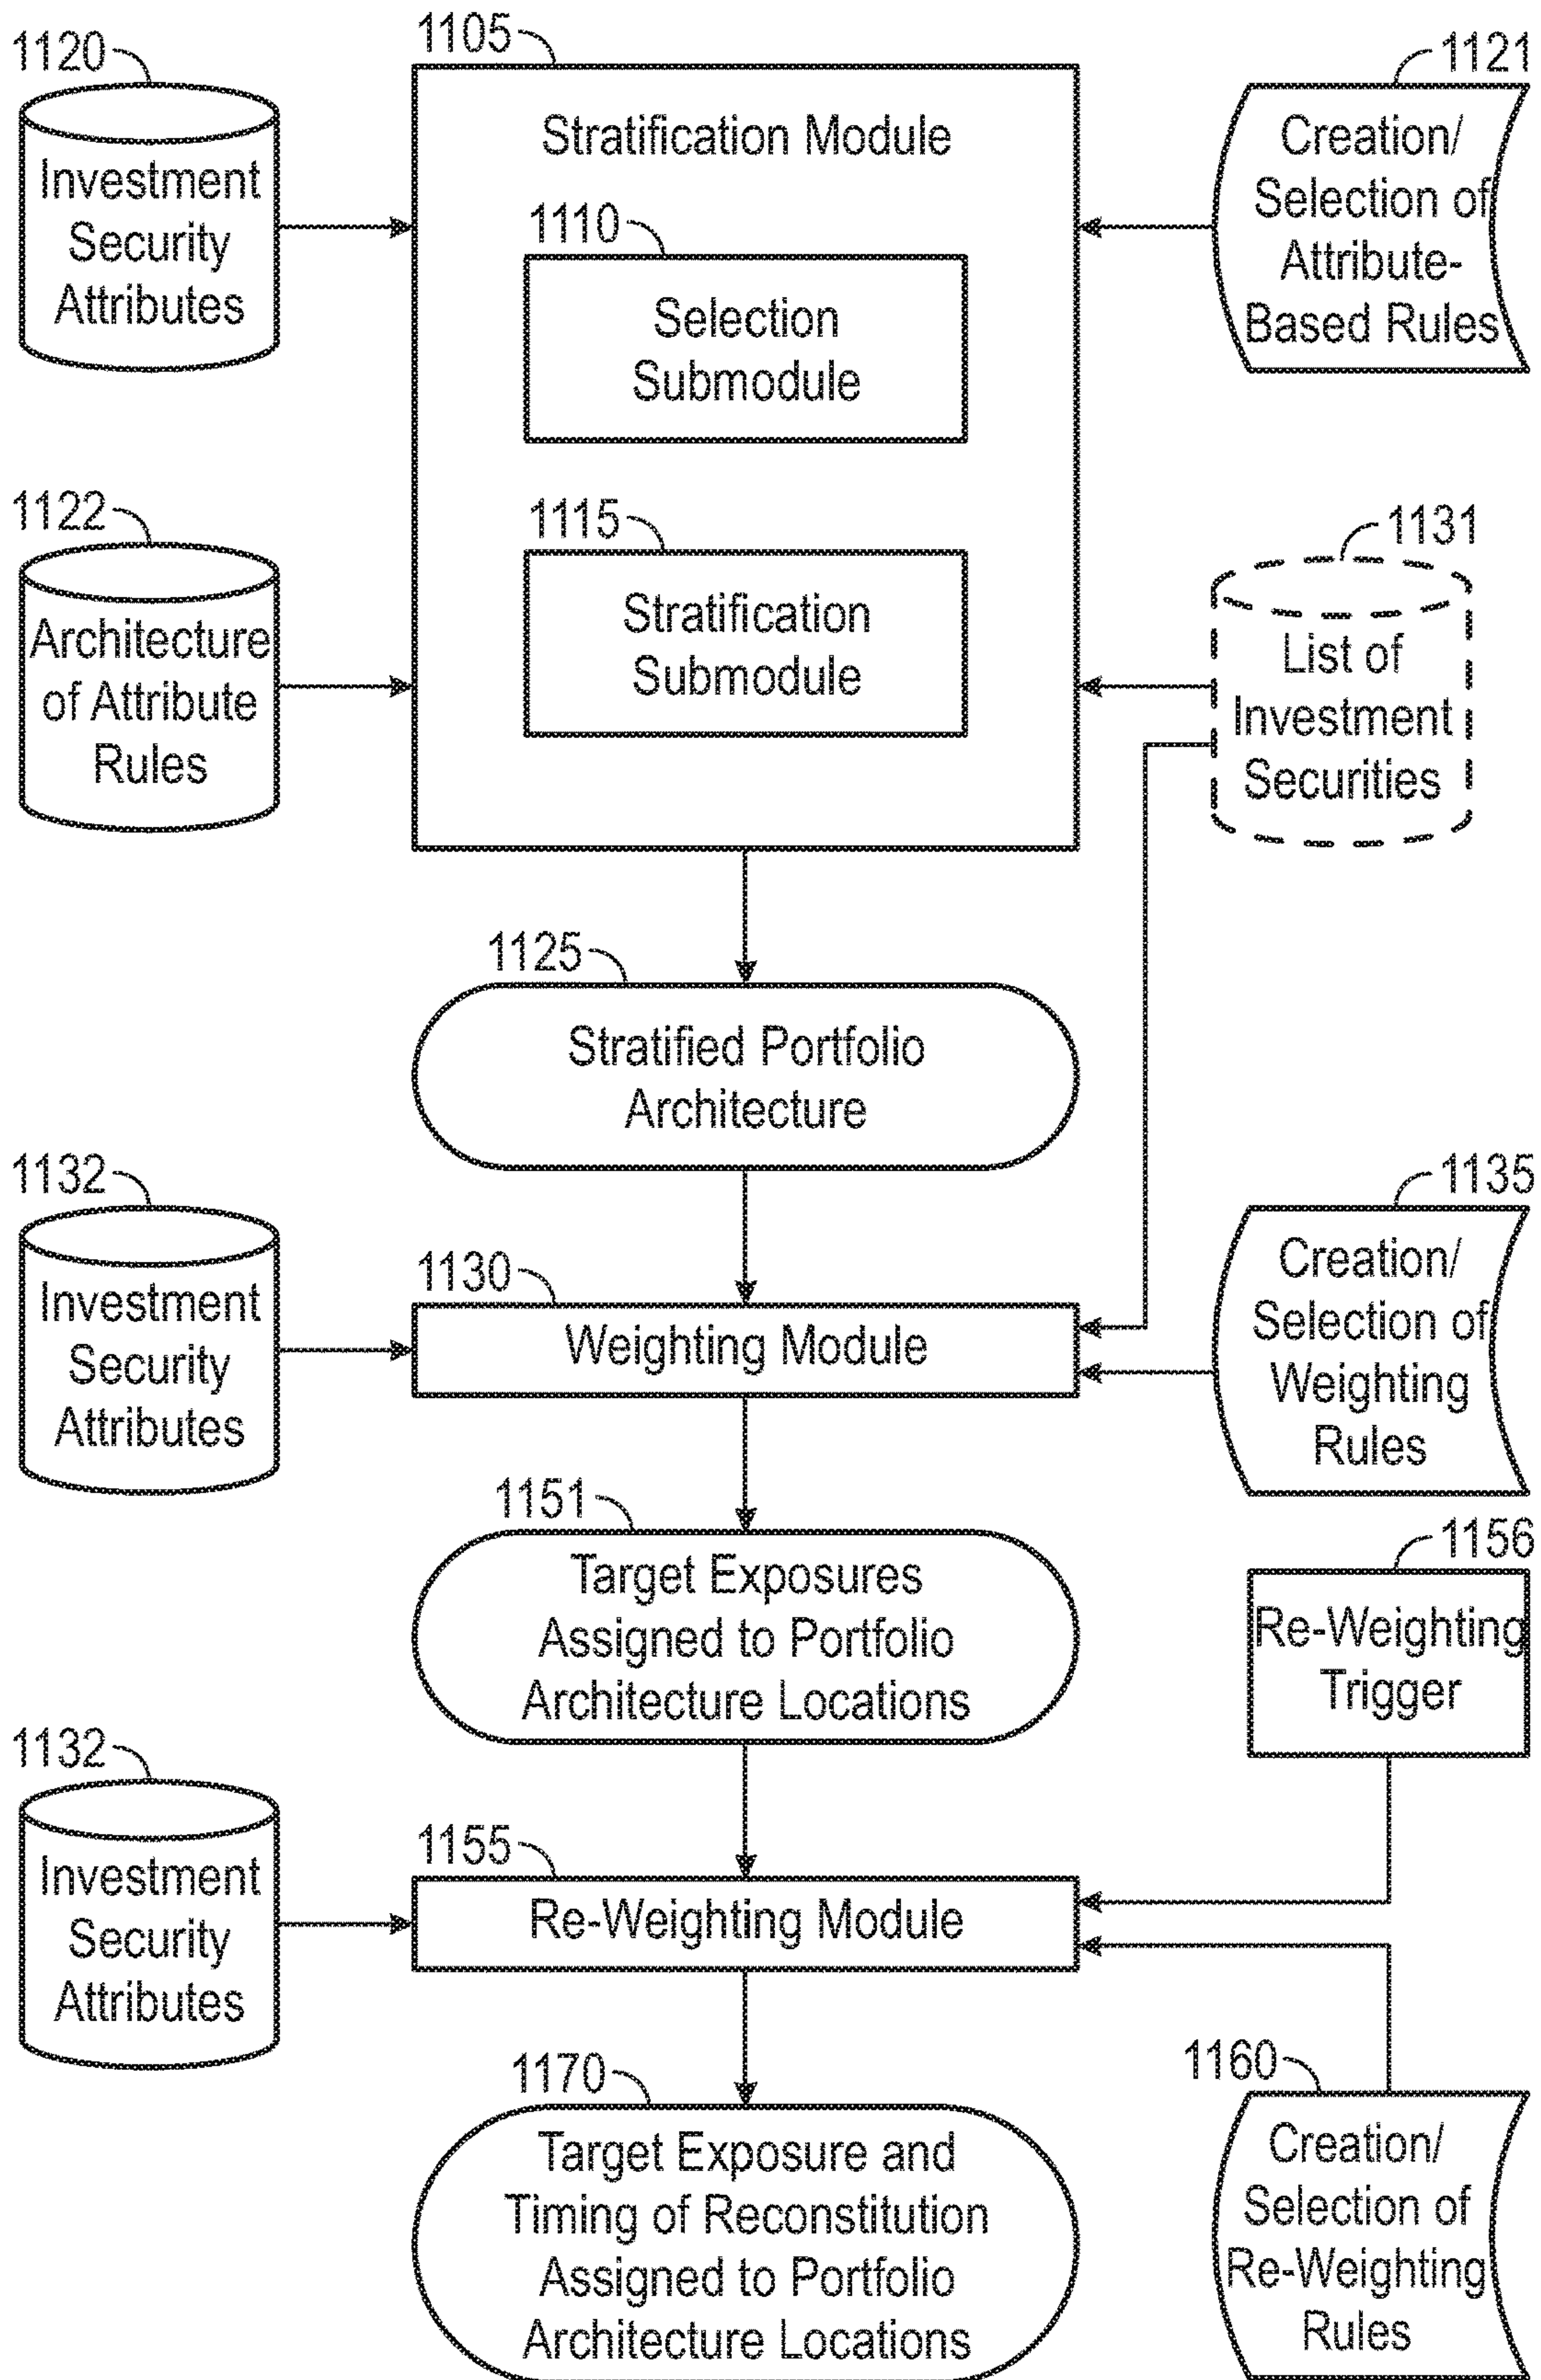 1120
1105
1121
Investment
Security
Attributes
Stratification Module
Creation/
Selection of
Attribute-
Based Rules
1110
Selection
Submodule
1122
Architecture
of Attribute
Rules
1115
Stratification
Submodule
1131
List of
Investment
Securities
1125
Stratified Portfolio
Architecture
1132
Investment
Security
Attributes
1130
Weighting Module
1135
Creation/
Selection of
Weighting
Rules
1151
Target Exposures
Assigned to Portfolio
Architecture Locations
1156
Re-Weighting
Trigger
1132
Investment
Security
Attributes
1155
Re-Weighting Module
1170
Target Exposure and
Timing of Reconstitution
Assigned to Portfolio
Architecture Locations
1160
Creation/
Selection of
Re-Weighting
Rules